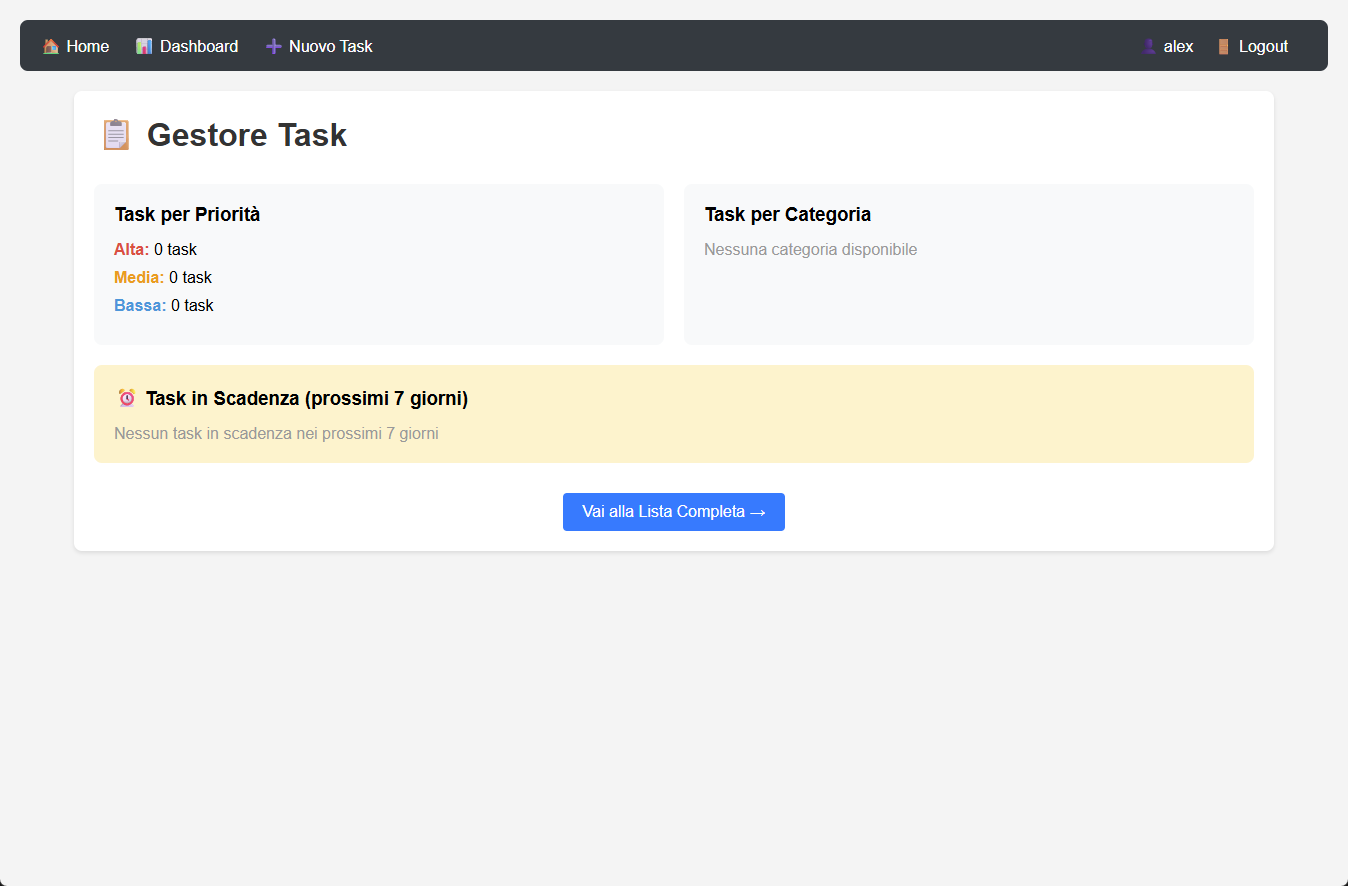 Home Dashboard Nuovo Task alex Logout
Gestore Task
Task per Priorità
Alta: 0 task
Media: 0 task
Bassa: 0 task
Task per Categoria
Nessuna categoria disponibile
Task in Scadenza (prossimi 7 giorni)
Nessun task in scadenza nei prossimi 7 giorni
Vai alla Lista Completa →